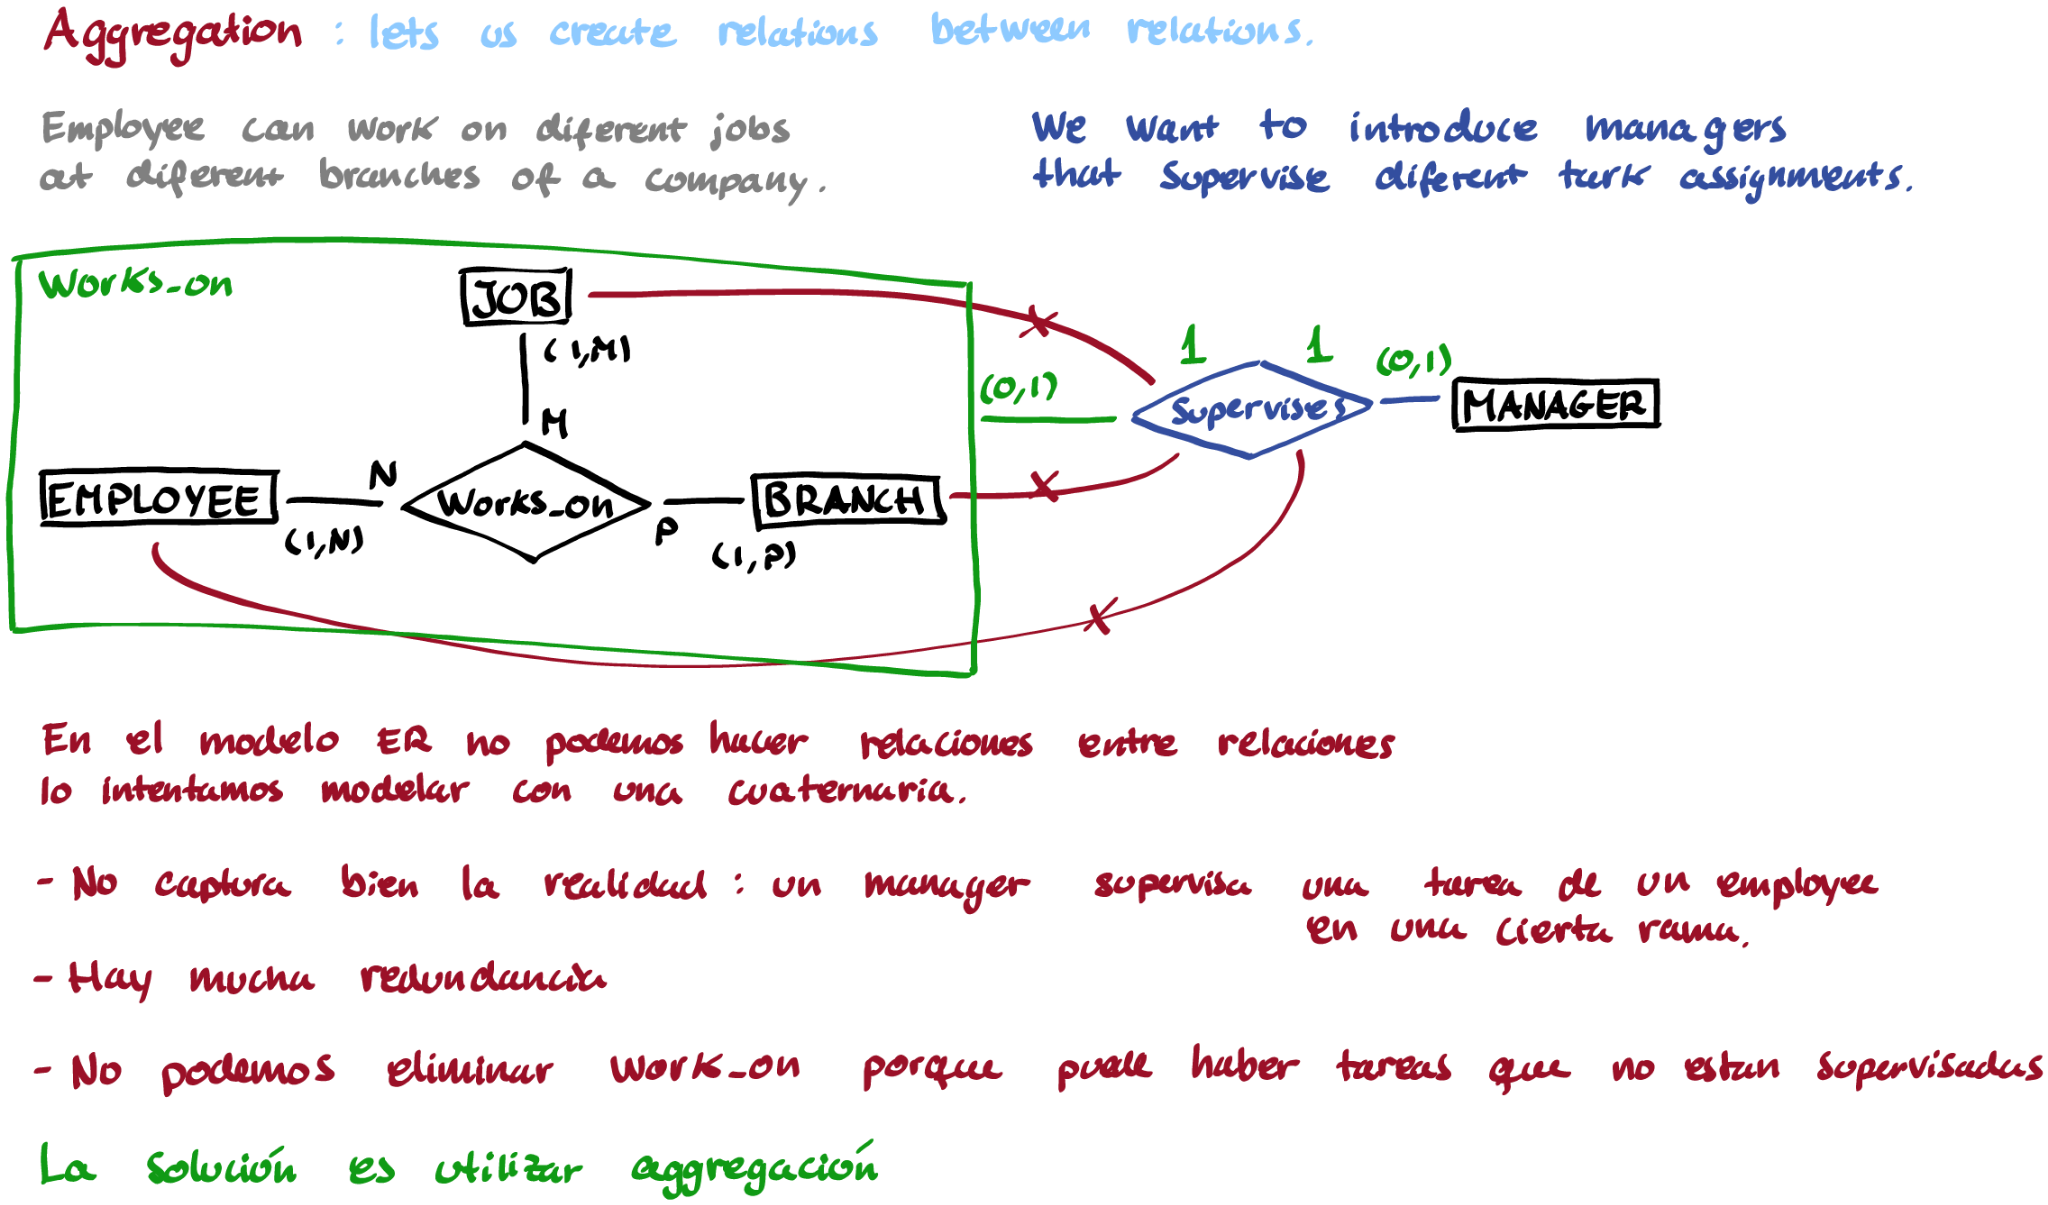 Aggregation : lets us create relations between relations.
Employee can work on diferent jobs
at diferent branches of a company.
We want to introduce managers
that supervise diferent tark assignments.
Works_on
JOB
(1,M)
M
EMPLOYEE
N
(1,N)
Works_on
P
(1,P)
BRANCH
(0,1)
1
1
Supervises
(0,1)
MANAGER
En el modelo ER no podemos hacer relaciones entre relaciones
lo intentamos modelar con una cuaternaria.
- No captura bien la realidad : un manager supervisa una tarea de un employee
en una cierta rama.
- Hay mucha redundancia
- No podemos eliminar work_on porque puede haber tareas que no estan supervisadas
La solución es utilizar aggregación